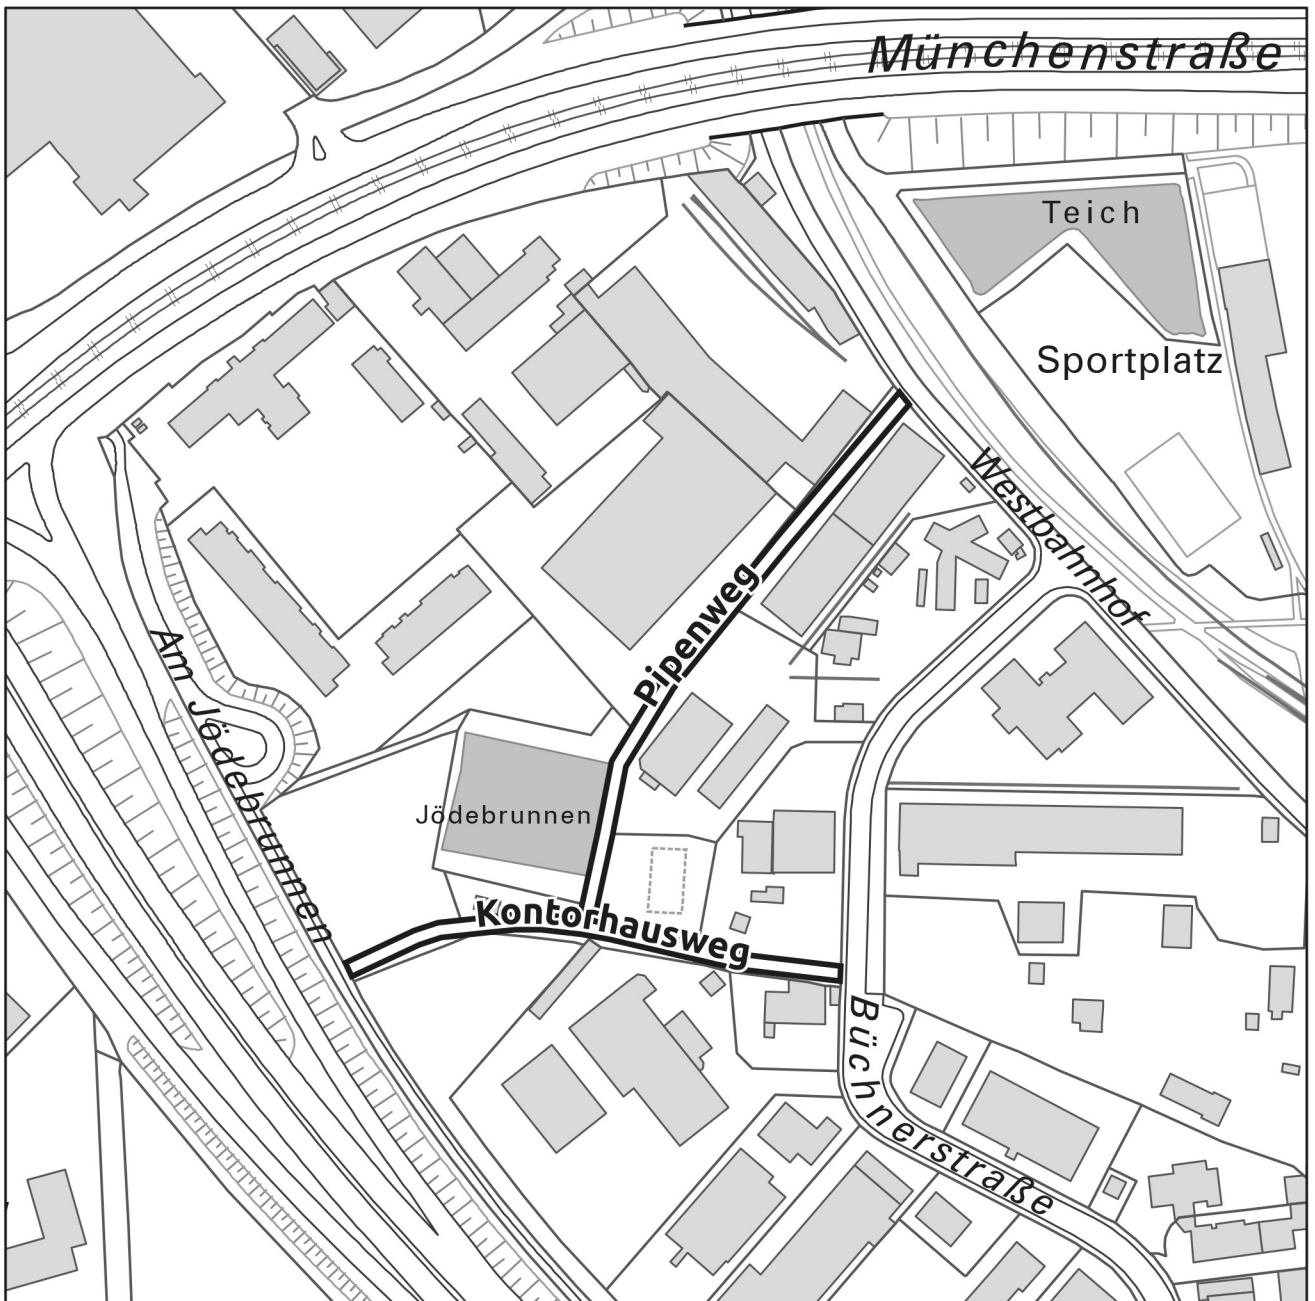 Münchenstraße
Teich
Sportplatz
Westbahnhof
Pipenweg
Am Jödebrunnen
Jödebrunnen
Kontorhausweg
Büchnerstraße